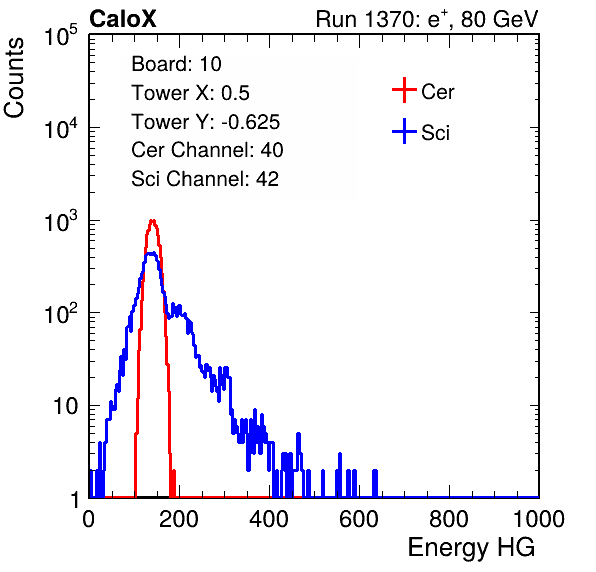 CaloX Run 1370: e⁺, 80 GeV
Counts
Board: 10
Tower X: 0.5
Tower Y: -0.625
Cer Channel: 40
Sci Channel: 42
Cer
Sci
10⁵
10⁴
10³
10²
10
1
0 200 400 600 800 1000
Energy HG